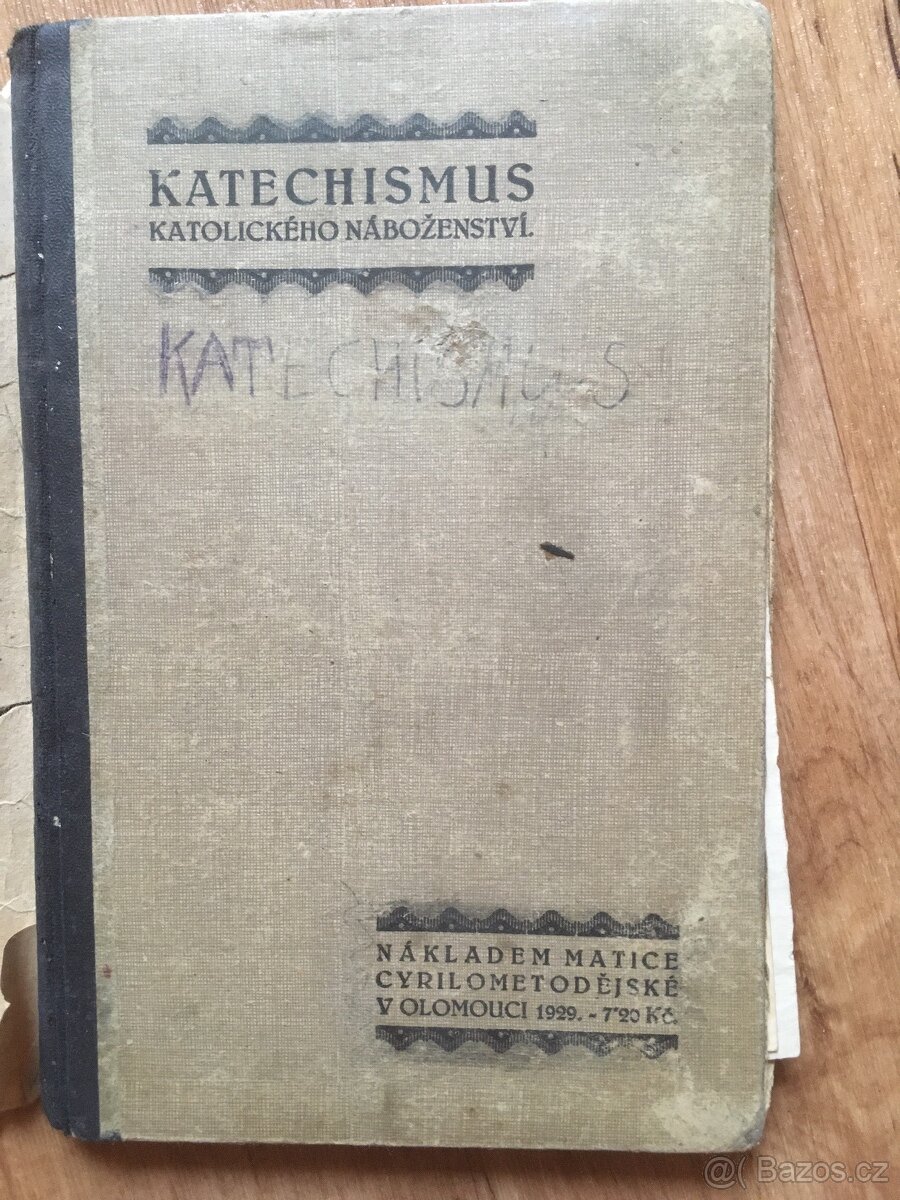 KATECHISMUS
KATOLICKÉHO NÁBOŽENSTVÍ.
KATECHISMUS
NÁKLADEM MATICE
CYRILOMETODĚJSKÉ
V OLOMOUCI 1929. - 7'20 Kč.
@( Bazos.cz